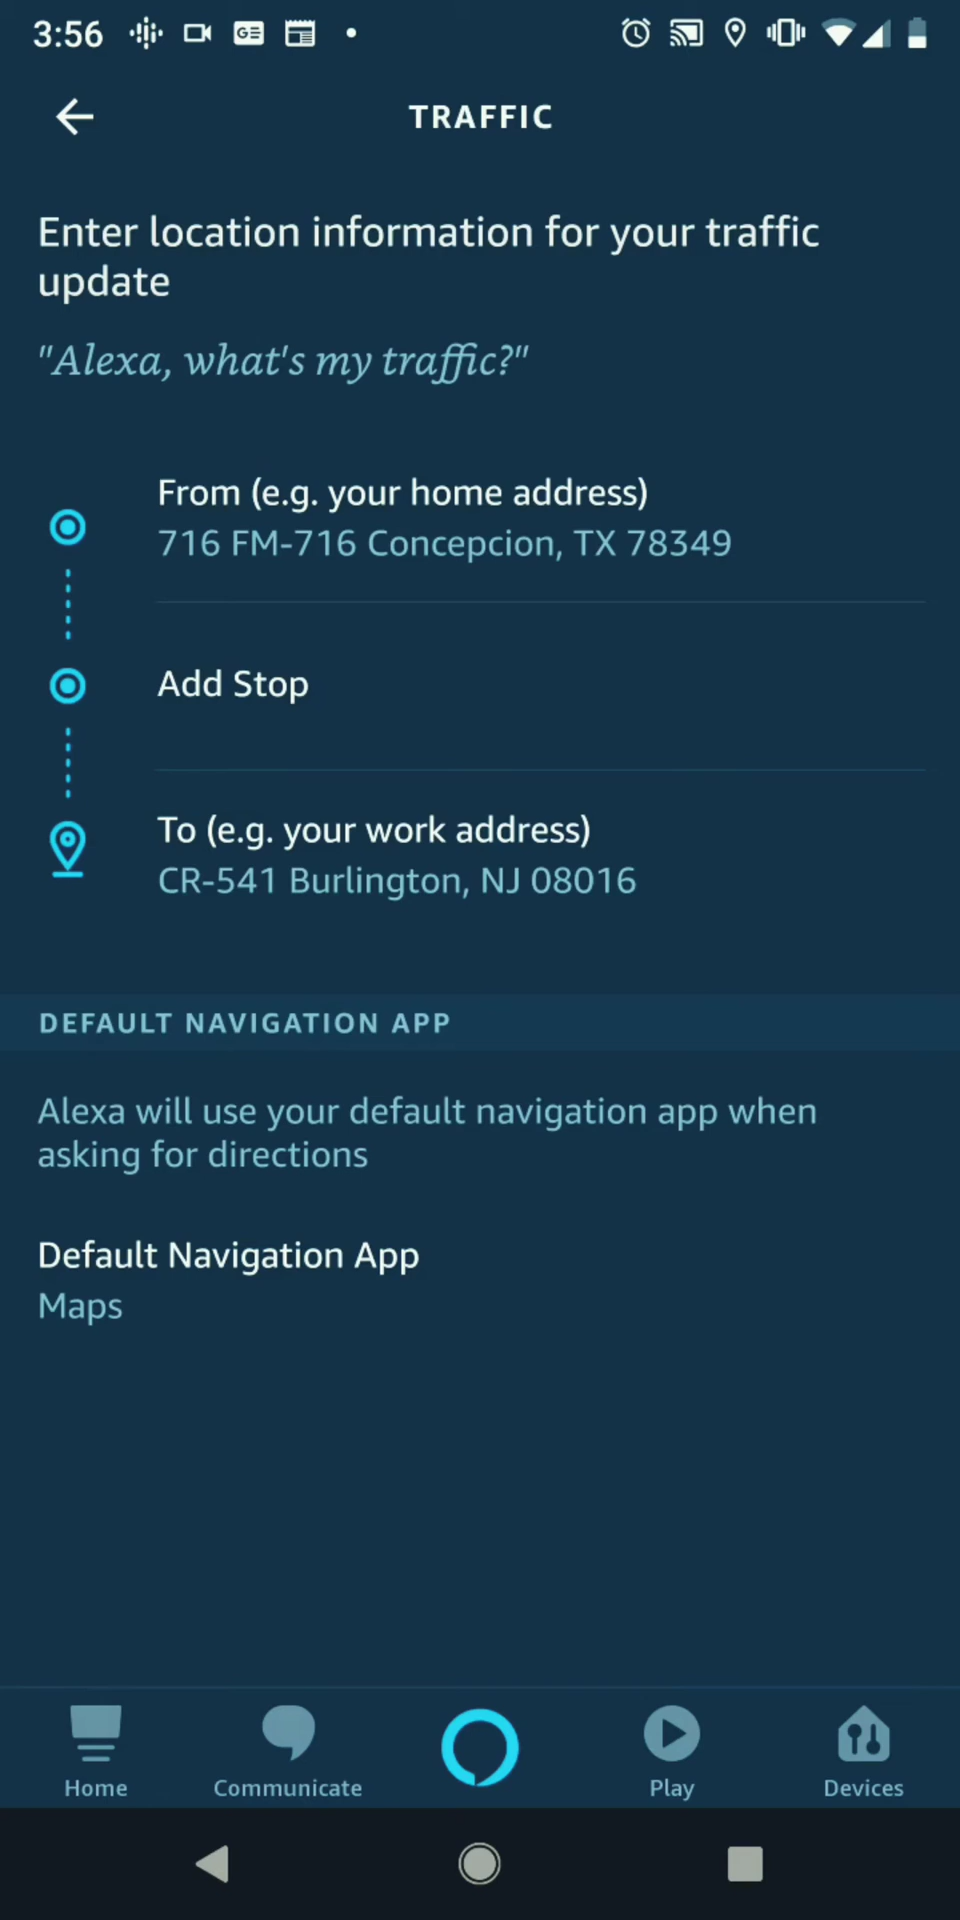 3:56
GE
TRAFFIC
Enter location information for your traffic
update
"Alexa, what's my traffic?"
From (e.g. your home address)
716 FM-716 Concepcion, TX 78349
Add Stop
To (e.g. your work address)
CR-541 Burlington, NJ 08016
DEFAULT NAVIGATION APP
Alexa will use your default navigation app when
asking for directions
Default Navigation App
Maps
Home
Communicate
Play
Devices